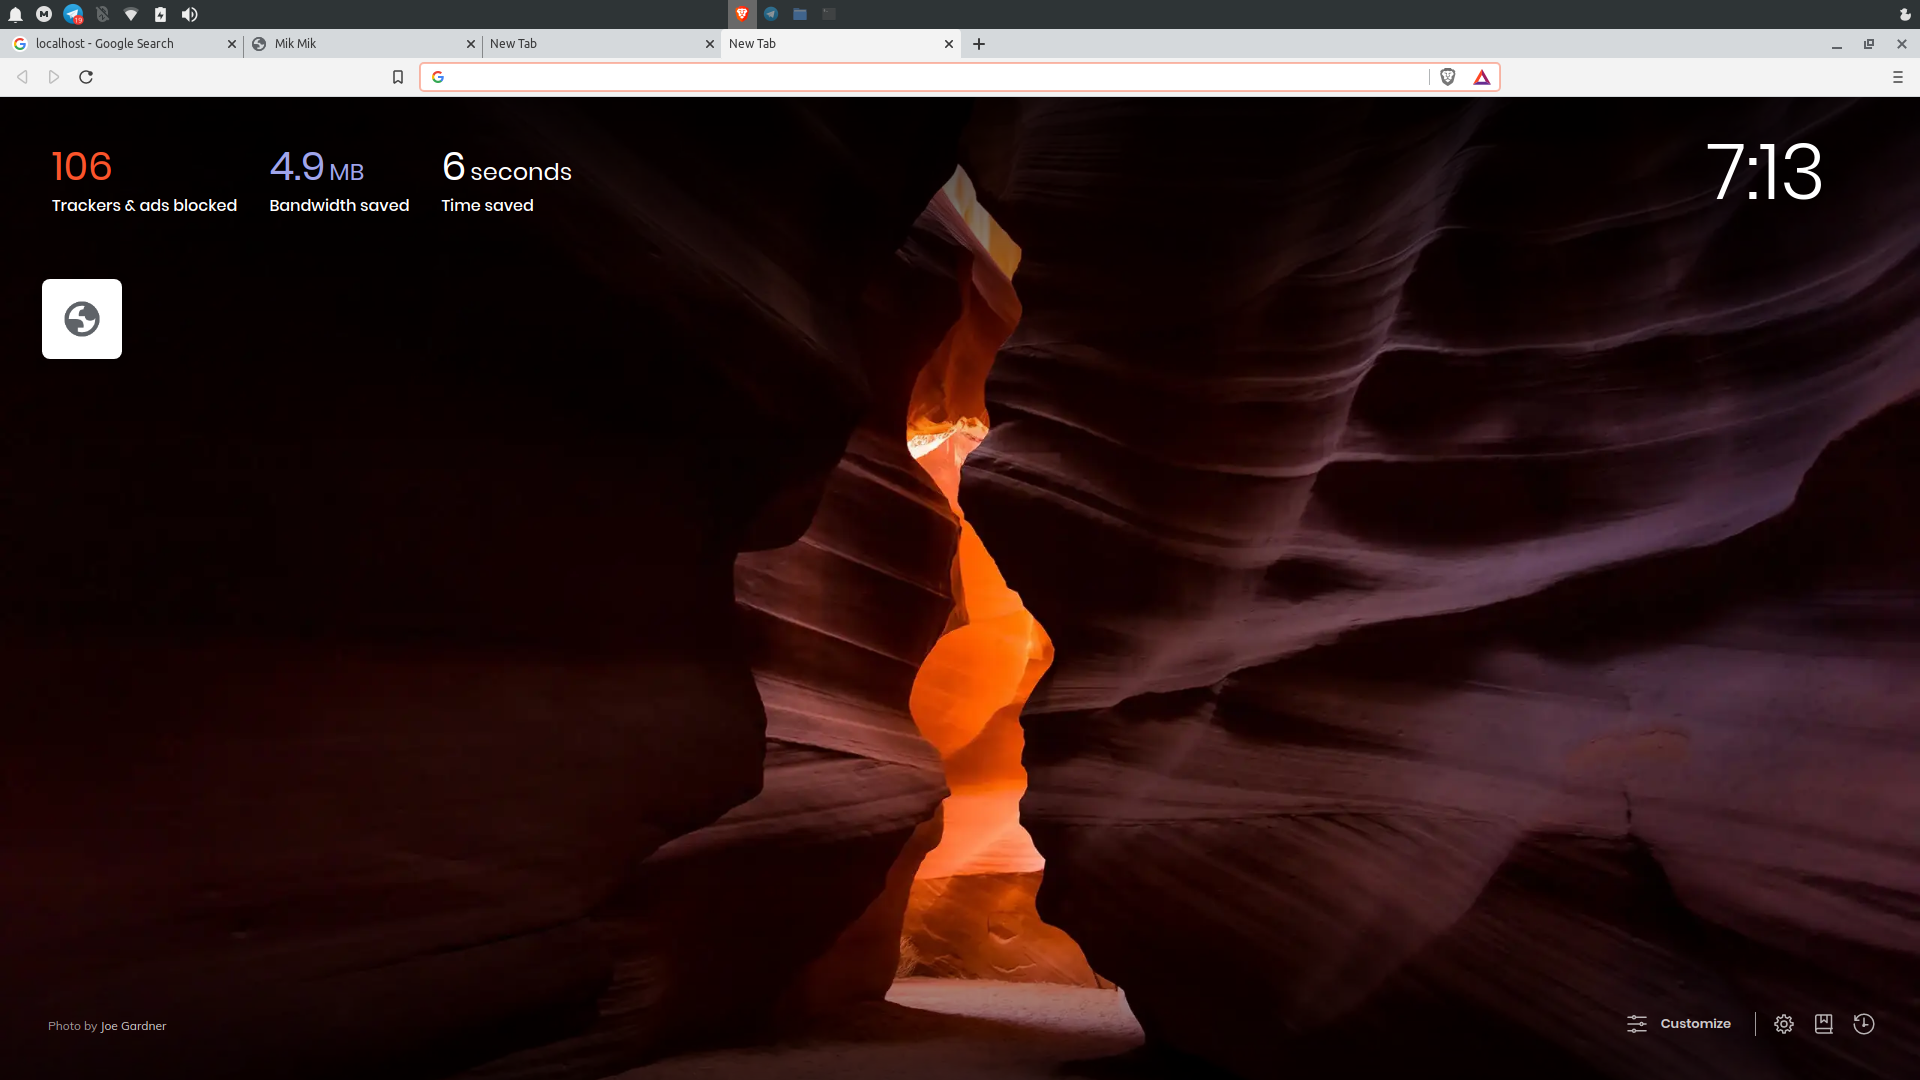 19
localhost - Google Search
Mik Mik
New Tab
New Tab
106
Trackers & ads blocked
4.9 MB
Bandwidth saved
6 seconds
Time saved
7:13
Photo by Joe Gardner
Customize